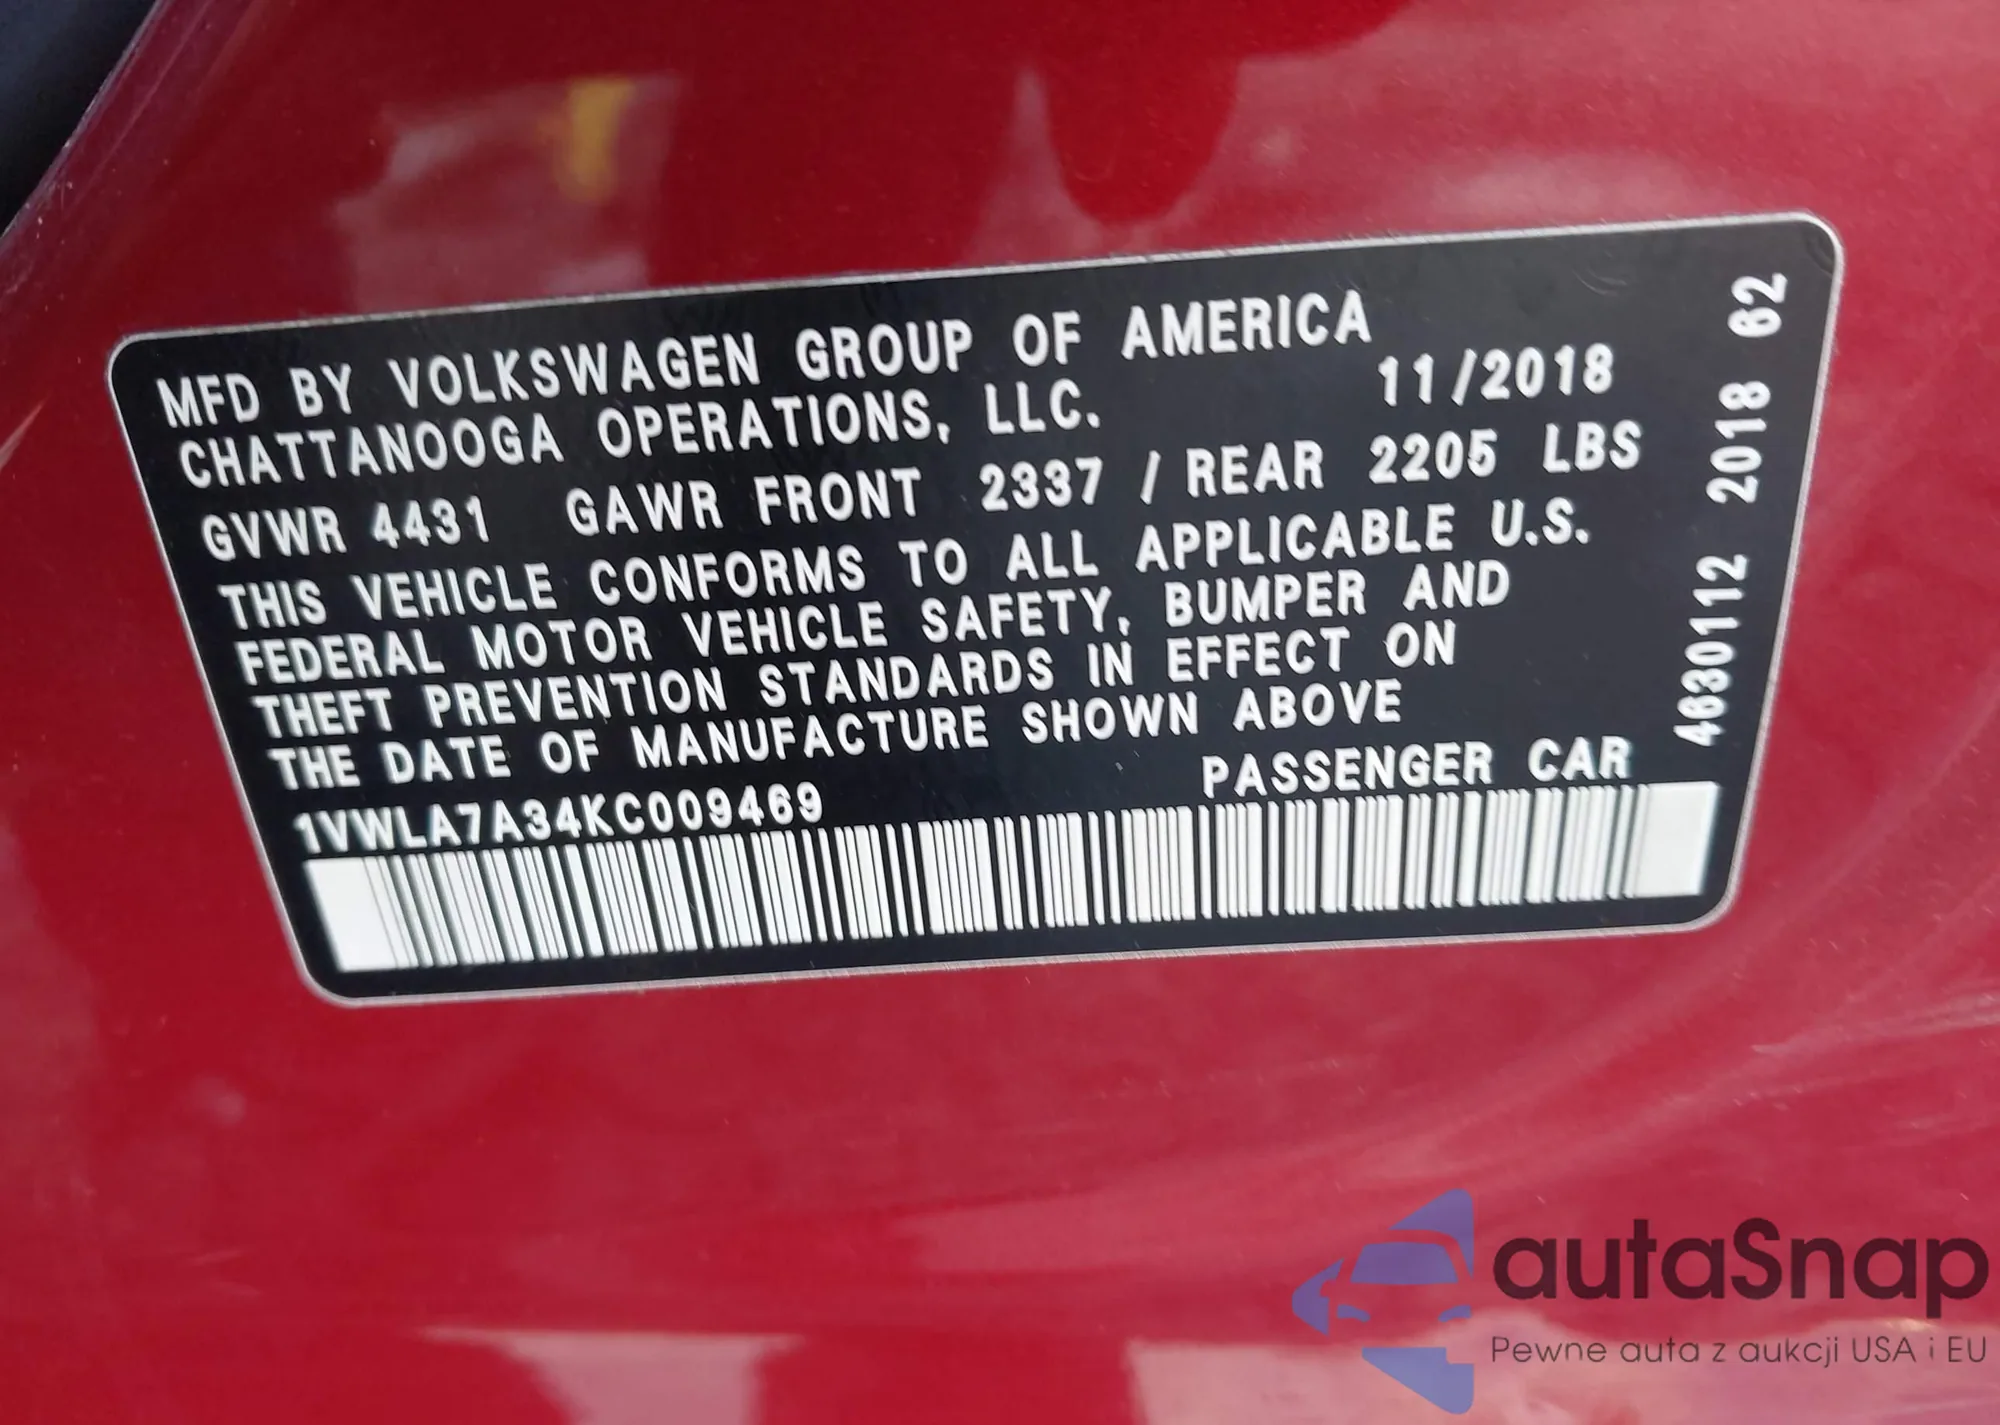 MFD BY VOLKSWAGEN GROUP OF AMERICA
CHATTANOOGA OPERATIONS, LLC. 11/2018
GVWR 4431 GAWR FRONT 2337 / REAR 2205 LBS
THIS VEHICLE CONFORMS TO ALL APPLICABLE U.S.
FEDERAL MOTOR VEHICLE SAFETY, BUMPER AND
THEFT PREVENTION STANDARDS IN EFFECT ON
THE DATE OF MANUFACTURE SHOWN ABOVE
1VWLA7A34KC009469 PASSENGER CAR
4630112 2018 62
autaSnap
Pewne auta z aukcji USA i EU